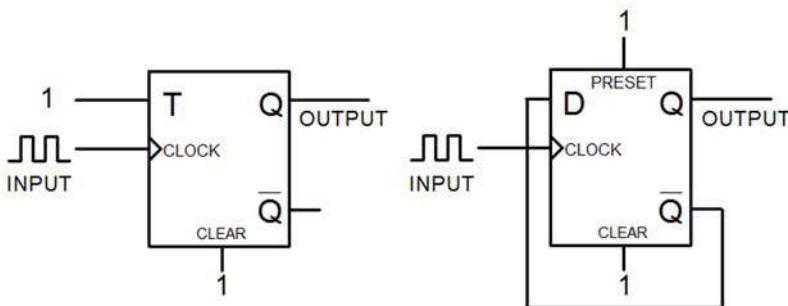 1
T
Q
OUTPUT
CLOCK
INPUT
Q
CLEAR
1
1
PRESET
D
Q
OUTPUT
CLOCK
INPUT
Q
CLEAR
1